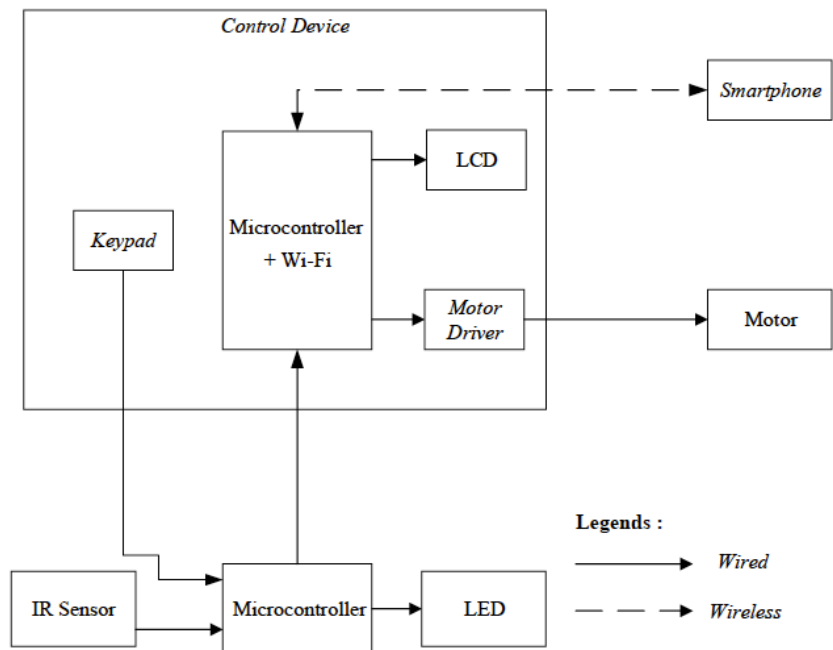 Control Device
Smartphone
LCD
Microcontroller
+ Wi-Fi
Keypad
Motor
Driver
Motor
Legends :
Wired
IR Sensor
Microcontroller
LED
Wireless